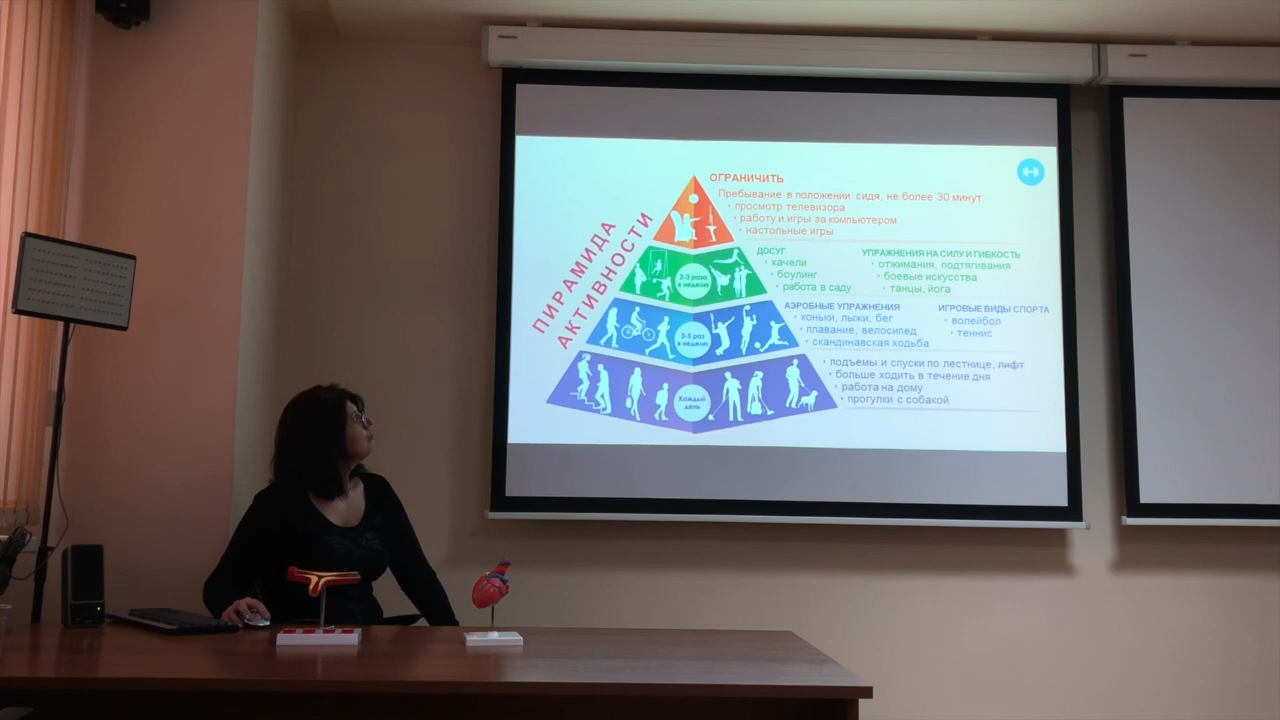 ПИРАМИДА
АКТИВНОСТИ
ОГРАНИЧИТЬ
Пребывание в положении сидя, не более 30 минут
• просмотр телевизора
• работу и игры за компьютером
• настольные игры
2-3 раза
в неделю
ДОСУГ
• качели
• боулинг
• работа в саду
УПРАЖНЕНИЯ НА СИЛУ И ГИБКОСТЬ
• отжимания, подтягивания
• боевые искусства
• танцы, йога
3-5 раз
в неделю
АЭРОБНЫЕ УПРАЖНЕНИЯ
• коньки, лыжи, бег
• плавание, велосипед
• скандинавская ходьба
ИГРОВЫЕ ВИДЫ СПОРТА
• волейбол
• теннис
Каждый
день
• подъемы и спуски по лестнице, лифт
• больше ходить в течение дня
• работа на дому
• прогулки с собакой